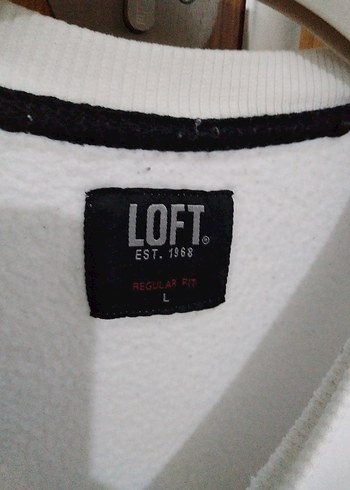 LOFT®
EST. 1968
REGULAR FIT
L